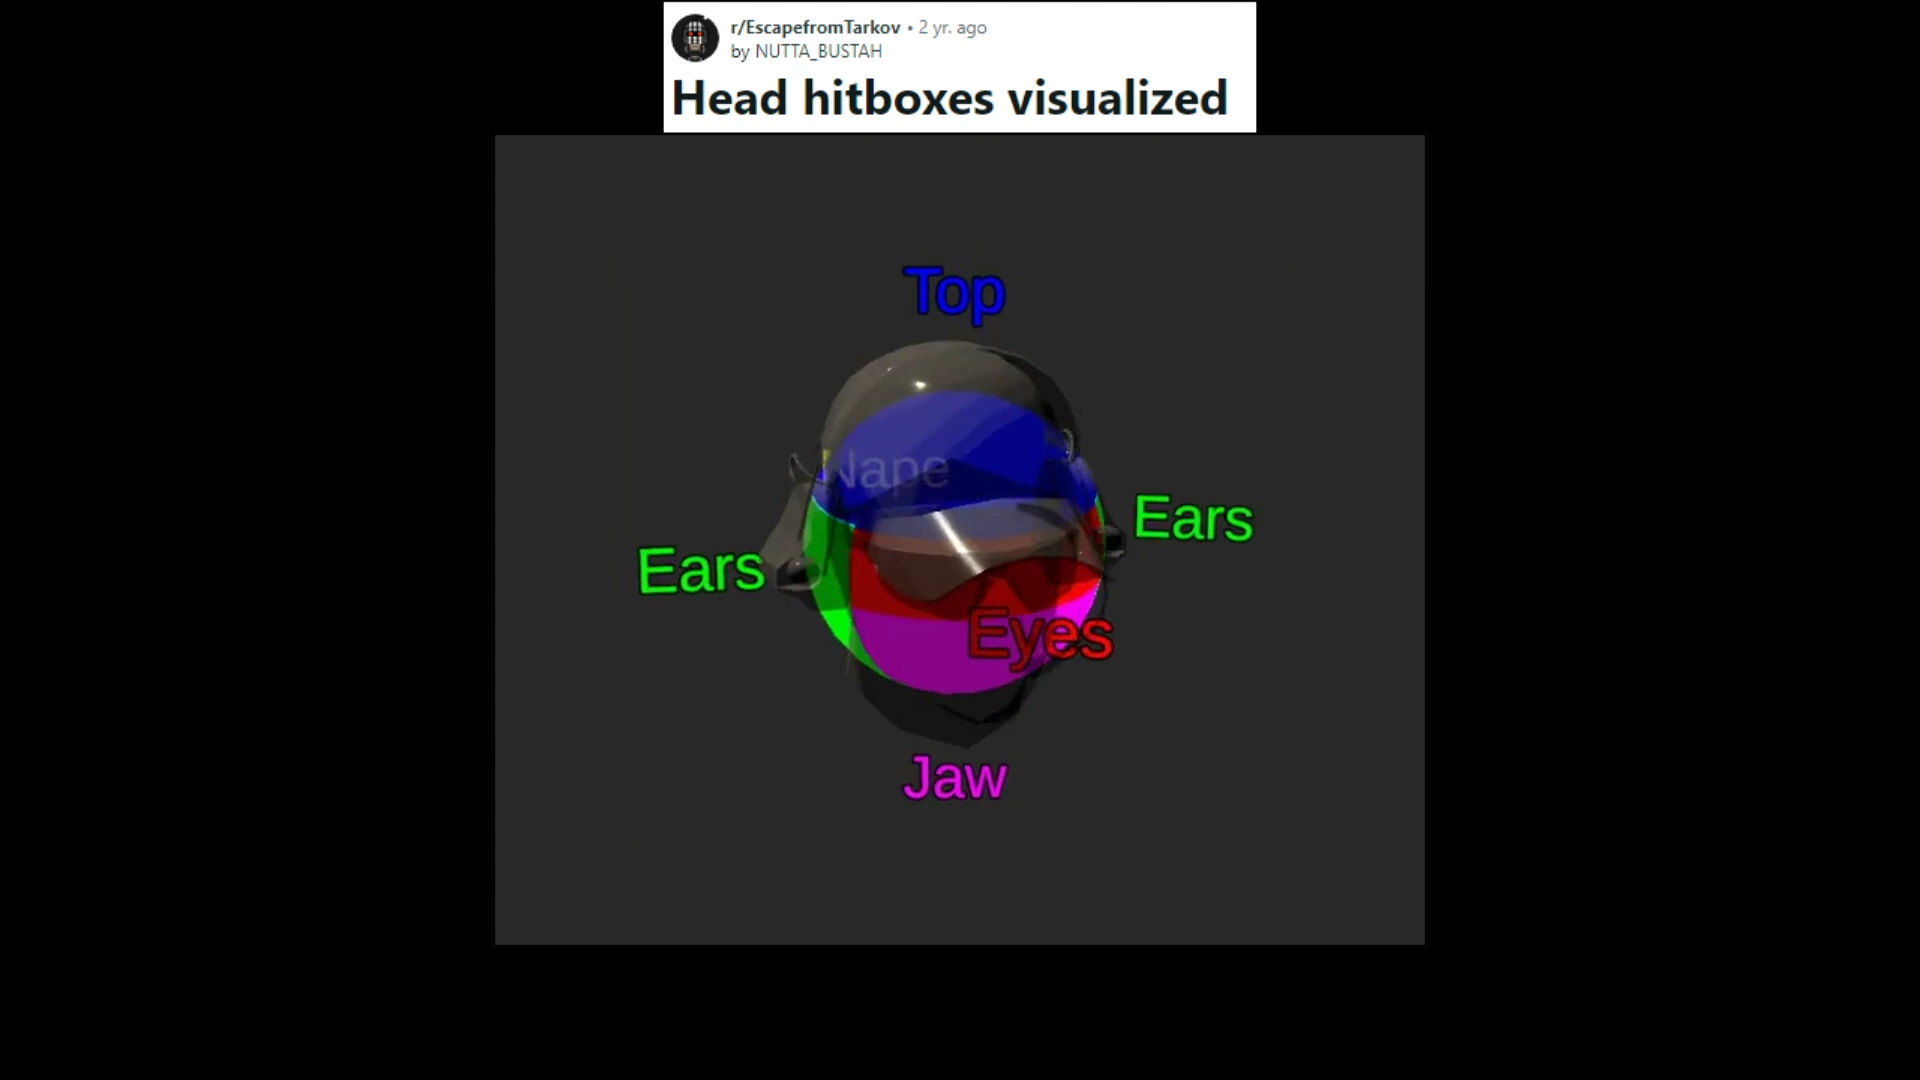 r/EscapefromTarkov • 2 yr. ago
by NUTTA_BUSTAH
Head hitboxes visualized
Top
Nape
Ears
Ears
Eyes
Jaw